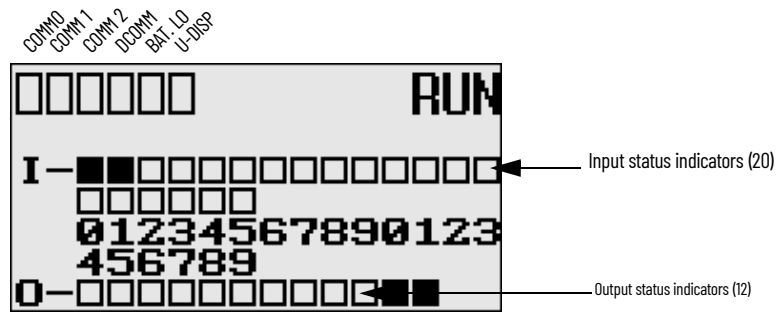 COMM0
COMM 1
COMM 2
DCOMM
BAT. LO
U-DISP
RUN
I
Input status indicators (20)
01234567890123
456789
O
Output status indicators (12)